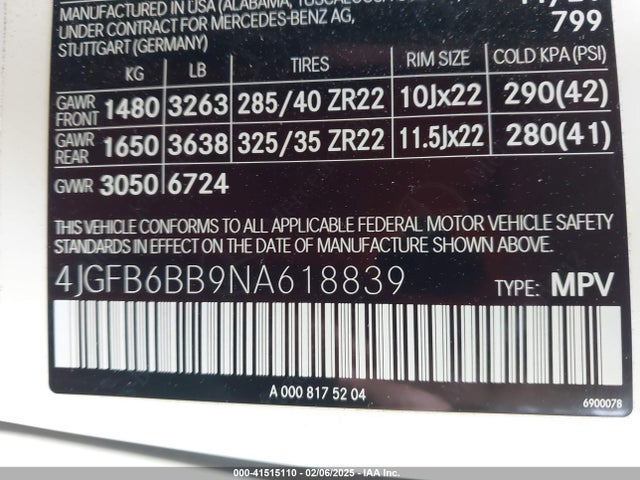 MANUFACTURED IN USA (ALABAMA,
UNDER CONTRACT FOR MERCEDES-BENZ AG, 799
STUTTGART (GERMANY)
KG LB TIRES RIM SIZE COLD KPA (PSI)
GAWR FRONT 1480 3263 285/40 ZR22 10Jx22 290(42)
GAWR REAR 1650 3638 325/35 ZR22 11.5Jx22 280(41)
GVWR 3050 6724
THIS VEHICLE CONFORMS TO ALL APPLICABLE FEDERAL MOTOR VEHICLE SAFETY
STANDARDS IN EFFECT ON THE DATE OF MANUFACTURE SHOWN ABOVE
4JGFB6BB9NA618839 TYPE: MPV
A 000 817 52 04
6900078
000-41515110 - 02/06/2025 - IAA, Inc.